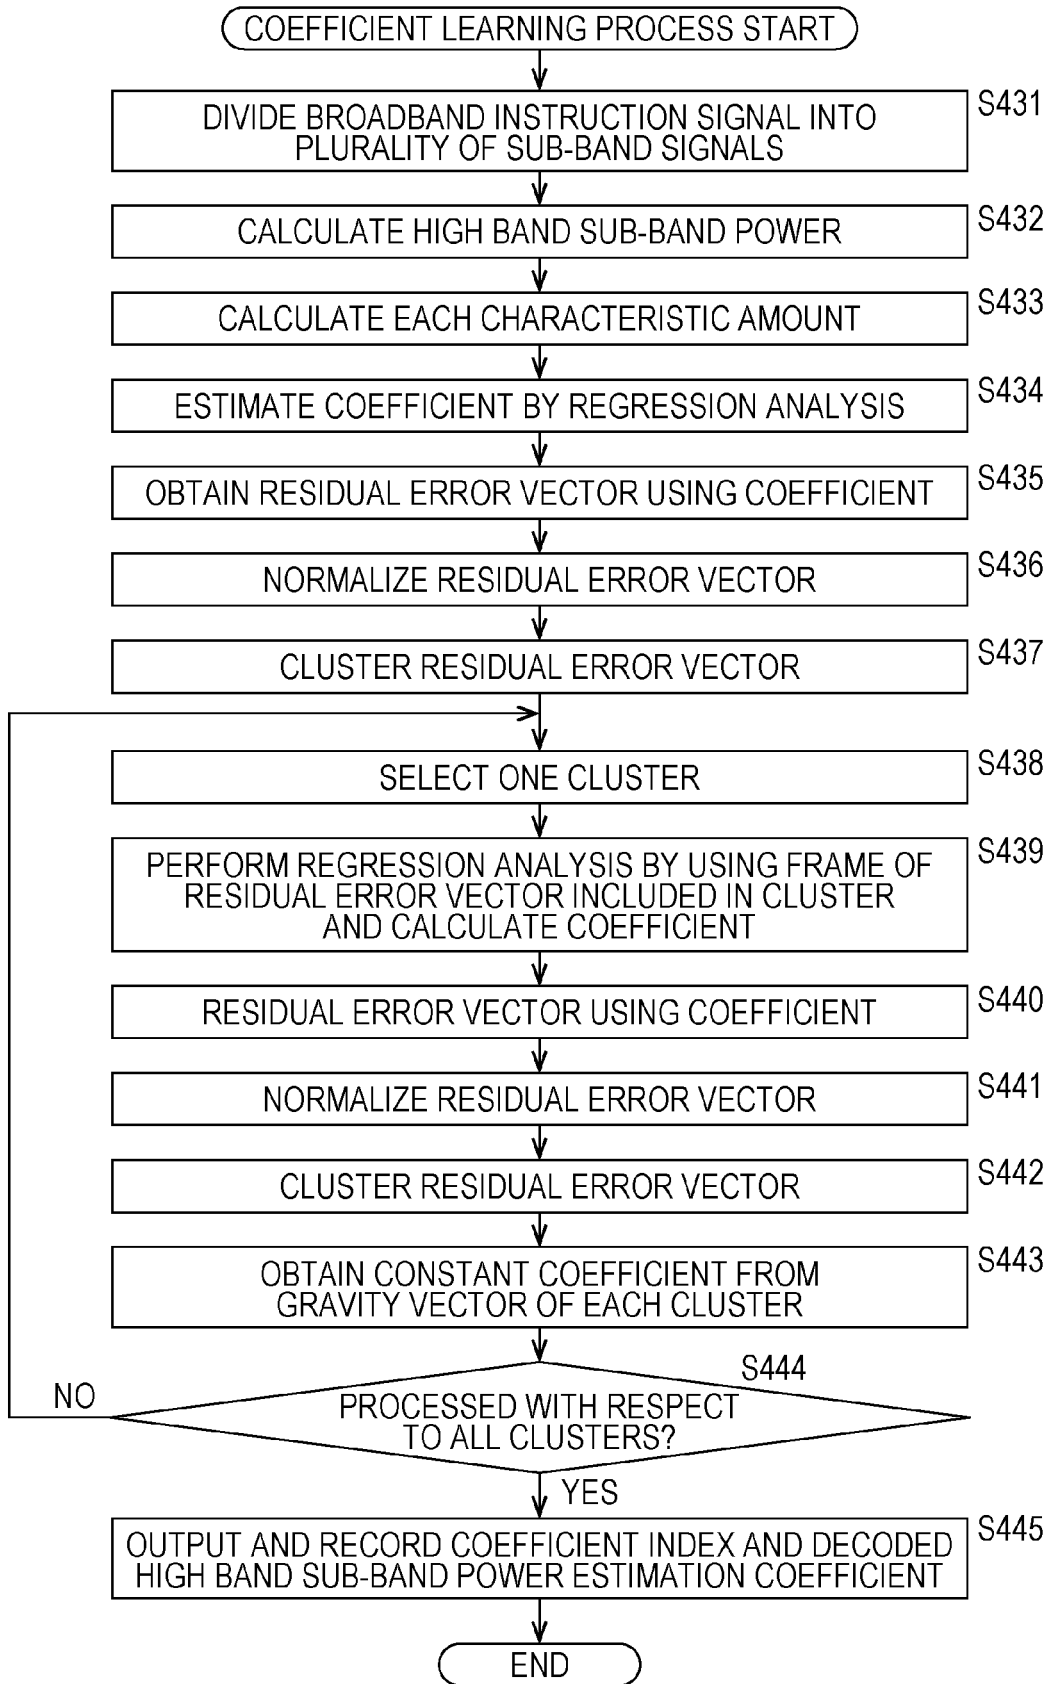 COEFFICIENT LEARNING PROCESS START
S431
DIVIDE BROADBAND INSTRUCTION SIGNAL INTO
PLURALITY OF SUB-BAND SIGNALS
S432
CALCULATE HIGH BAND SUB-BAND POWER
S433
CALCULATE EACH CHARACTERISTIC AMOUNT
S434
ESTIMATE COEFFICIENT BY REGRESSION ANALYSIS
S435
OBTAIN RESIDUAL ERROR VECTOR USING COEFFICIENT
S436
NORMALIZE RESIDUAL ERROR VECTOR
S437
CLUSTER RESIDUAL ERROR VECTOR
S438
SELECT ONE CLUSTER
S439
PERFORM REGRESSION ANALYSIS BY USING FRAME OF
RESIDUAL ERROR VECTOR INCLUDED IN CLUSTER
AND CALCULATE COEFFICIENT
S440
RESIDUAL ERROR VECTOR USING COEFFICIENT
S441
NORMALIZE RESIDUAL ERROR VECTOR
S442
CLUSTER RESIDUAL ERROR VECTOR
S443
OBTAIN CONSTANT COEFFICIENT FROM
GRAVITY VECTOR OF EACH CLUSTER
S444
NO
PROCESSED WITH RESPECT
TO ALL CLUSTERS?
YES
S445
OUTPUT AND RECORD COEFFICIENT INDEX AND DECODED
HIGH BAND SUB-BAND POWER ESTIMATION COEFFICIENT
END